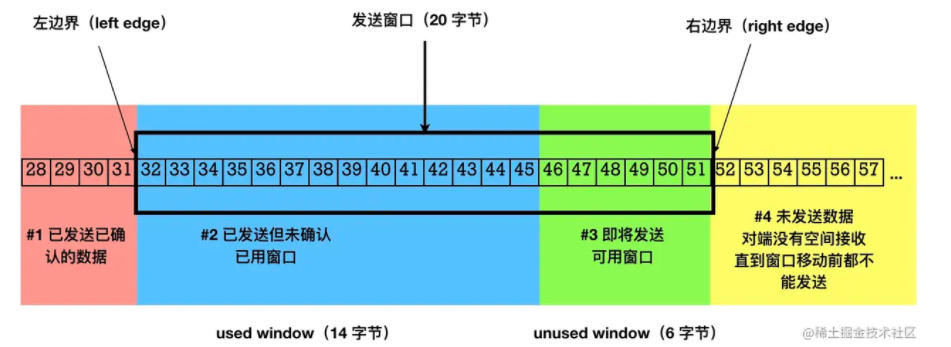 发送窗口（20 字节）
左边界（left edge）
右边界（right edge）
28 29 30 31 32 33 34 35 36 37 38 39 40 41 42 43 44 45 46 47 48 49 50 51 52 53 54 55 56 57 ...
#1 已发送已确
认的数据
#2 已发送但未确认
已用窗口
#3 即将发送
可用窗口
#4 未发送数据
对端没有空间接收
直到窗口移动前都不
能发送
used window（14 字节）
unused window（6 字节）
@稀土掘金技术社区